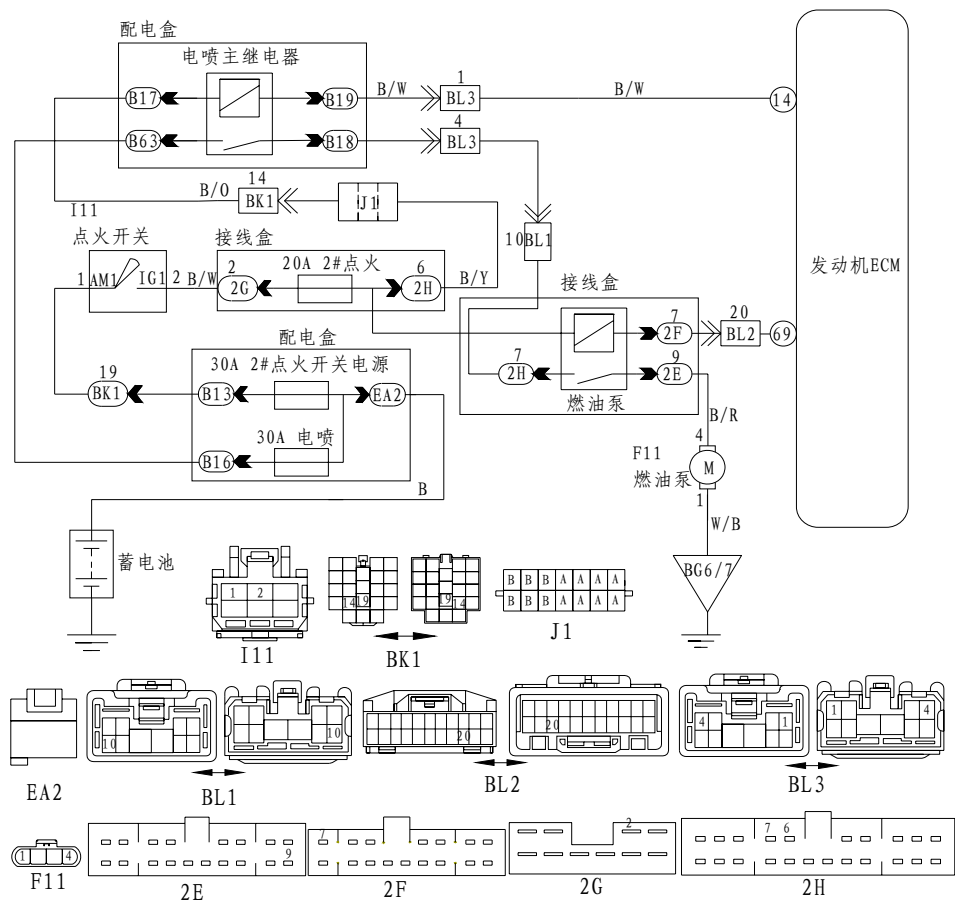 配电盒
电喷主继电器
B17
B19
B/W
1
BL3
B/W
14
B63
B18
4
BL3
发动机ECM
B/O
14
BK1
J1
10
BL1
I11
点火开关
1
AM1
IG1
2
B/W
接线盒
2
2G
20A 2#点火
6
2H
B/Y
接线盒
7
2F
20
BL2
69
7
2H
9
2E
燃油泵
B/R
配电盒
30A 2#点火开关电源
19
BK1
B13
EA2
30A 电喷
B16
B
4
F11
燃油泵
M
1
W/B
BG6/7
蓄电池
1 2
I11
14 19
19 14
BK1
B B B A A A A
B B B A A A A
J1
10
10
BL1
20
20
BL2
4 1
1 4
BL3
EA2
1 4
F11
9
2E
7
2F
2
2G
7 6
2H